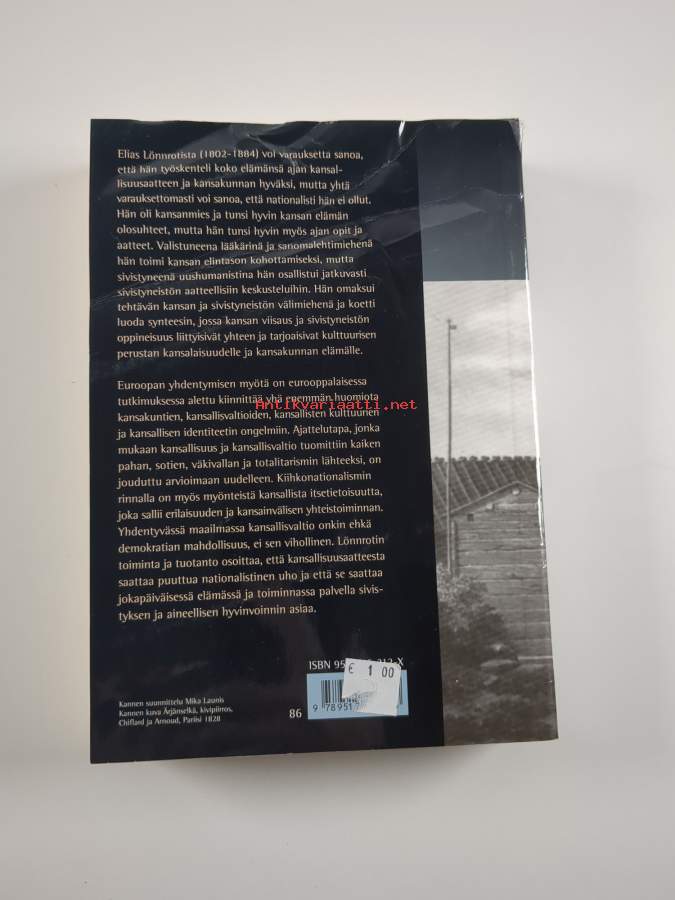 Elias Lönnrotista (1802-1884) voi varauksetta sanoa,
että hän työskenteli koko elämänsä ajan kansal-
lisuusaatteen ja kansakunnan hyväksi, mutta yhtä
varauksettomasti voi sanoa, että nationalisti hän ei ollut.
Hän oli kansanmies ja tunsi hyvin kansan elämän
olosuhteet, mutta hän tunsi hyvin myös ajan opit ja
aatteet. Valistuneena lääkärinä ja sanomalehtimiehenä
hän toimi kansan elintason kohottamiseksi, mutta
sivistyneenä uushumanistina hän osallistui jatkuvasti
sivistyneistön aatteellisiin keskusteluihin. Hän omaksui
tehtävän kansan ja sivistyneistön välimiehenä ja koetti
luoda synteesin, jossa kansan viisaus ja sivistyneistön
oppineisuus liittyisivät yhteen ja tarjoaisivat kulttuurisen
perustan kansalaisuudelle ja kansakunnan elämälle.
Euroopan yhdentymisen myötä on eurooppalaisessa
tutkimuksessa alettu kiinnittää yhä enemmän huomiota
Antikvariaatti.net
kansakuntien, kansallisvaltioiden, kansallisten kulttuurien
ja kansallisen identiteetin ongelmiin. Ajattelutapa, jonka
mukaan kansallisuus ja kansallisvaltio tuomittiin kaiken
pahan, sotien, väkivallan ja totalitarismin lähteeksi, on
jouduttu arvioimaan uudelleen. Kiihkonationalismin
rinnalla on myös myönteistä kansallista itsetietoisuutta,
joka sallii erilaisuuden ja kansainvälisen yhteistoiminnan.
Yhdentyvässä maailmassa kansallisvaltio onkin ehkä
demokratian mahdollisuus, ei sen vihollinen. Lönnrotin
toiminta ja tuotanto osoittaa, että kansallisuusaatteesta
saattaa puuttua nationalistinen uho ja että se saattaa
jokapäiväisessä elämässä ja toiminnassa palvella sivis-
tyksen ja aineellisen hyvinvoinnin asiaa.
ISBN 95 X
€ 1 00
Kannen suunnittelu Mika Launis
Kannen kuva Ärjänselkä, kivipiirros,
Chiflard ja Arnoud, Pariisi 1828
86
9 78951